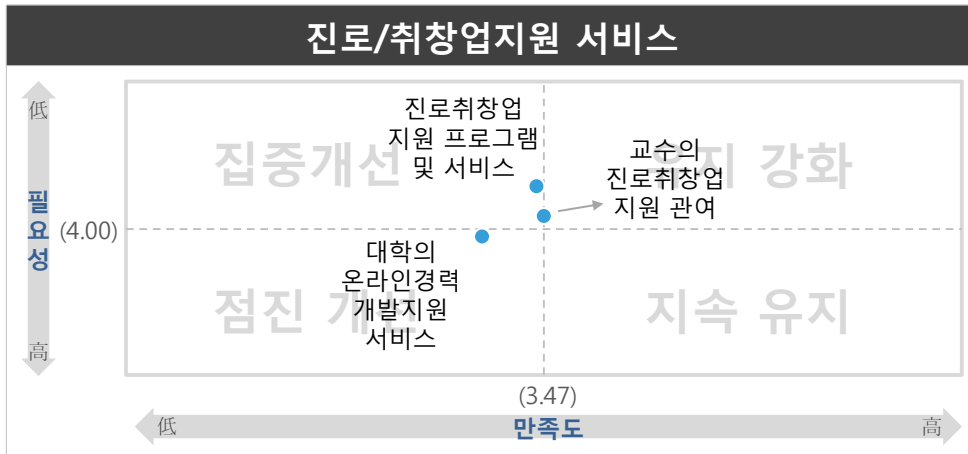 진로/취창업지원 서비스
低
필
요
성
高
(4.00)
집중개선
유지 강화
점진 개선
지속 유지
진로취창업
지원 프로그램
및 서비스
교수의
진로취창업
지원 관여
대학의
온라인경력
개발지원
서비스
(3.47)
低
만족도
高